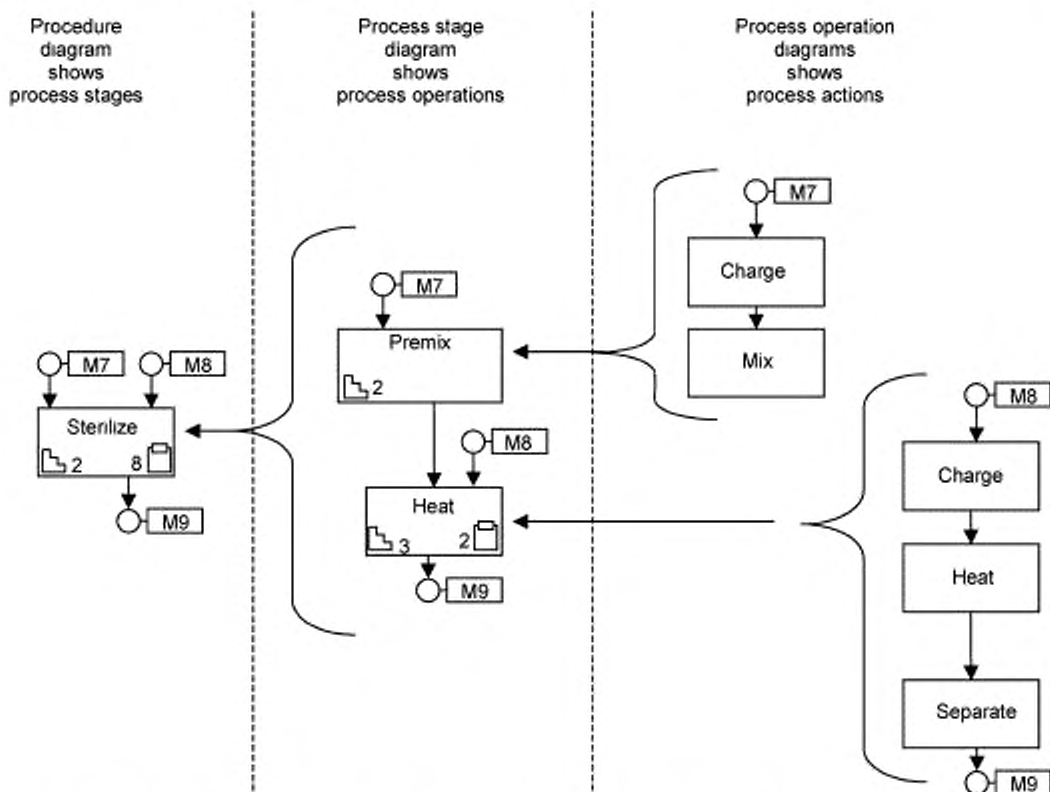 Procedure
diagram
shows
process stages
Process stage
diagram
shows
process operations
Process operation
diagrams
shows
process actions
M7
Charge
Mix
M7
Premix
2
M7
M8
Sterilize
2
8
M9
M8
Heat
3
2
M9
M8
Charge
Heat
Separate
M9